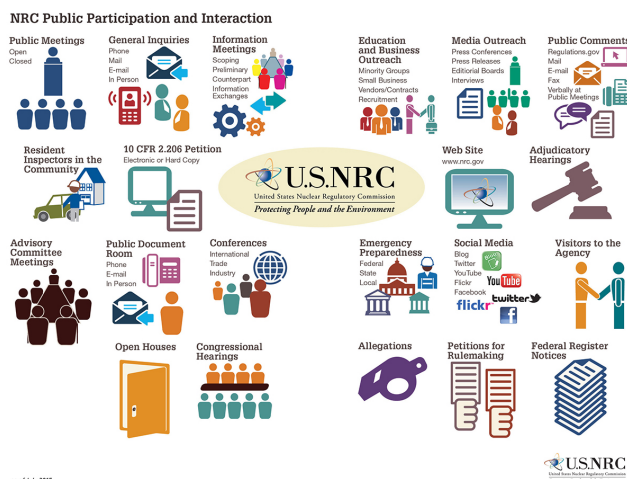 NRC Public Participation and Interaction
Public Meetings
Open
Closed
General Inquiries
Phone
Mail
E-mail
In Person
Information
Meetings
Scoping
Preliminary
Counterpart
Information
Exchanges
Education
and Business
Outreach
Minority Groups
Small Business
Vendors/Contracts
Recruitment
Media Outreach
Press Conferences
Press Releases
Editorial Boards
Interviews
Public Comments
Regulations.gov
Mail
E-mail
Fax
Verbally at
Public Meetings
Resident
Inspectors in the
Community
10 CFR 2.206 Petition
Electronic or Hard Copy
U.S.NRC
United States Nuclear Regulatory Commission
Protecting People and the Environment
Web Site
www.nrc.gov
Adjudicatory
Hearings
Advisory
Committee
Meetings
Public Document
Room
Phone
E-mail
In Person
Conferences
International
Trade
Industry
Emergency
Preparedness
Federal
State
Local
Social Media
Blog
Twitter
YouTube
Flickr
Facebook
YouTube
flickr
twitter
f
Visitors to the
Agency
Open Houses
Congressional
Hearings
Allegations
Petitions for
Rulemaking
Federal Register
Notices
U.S.NRC
United States Nuclear Regulatory Commission